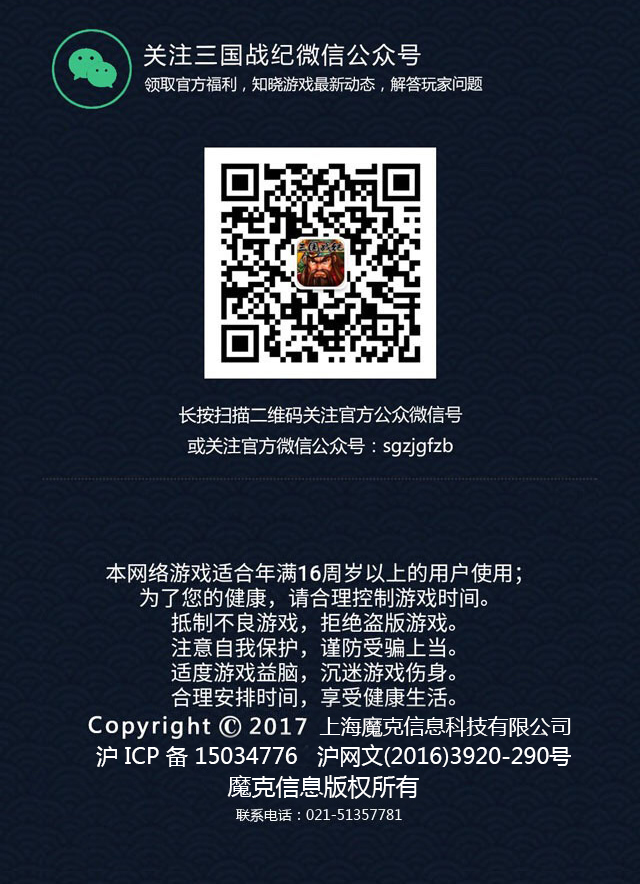 关注三国战纪微信公众号
领取官方福利，知晓游戏最新动态，解答玩家问题
三国战纪
长按扫描二维码关注官方公众微信号
或关注官方微信公众号：sgzjgfzb
本网络游戏适合年满16周岁以上的用户使用；
为了您的健康，请合理控制游戏时间。
抵制不良游戏，拒绝盗版游戏。
注意自我保护，谨防受骗上当。
适度游戏益脑，沉迷游戏伤身。
合理安排时间，享受健康生活。
Copyright © 2017 上海魔克信息科技有限公司
沪 ICP 备 15034776 沪网文(2016)3920-290号
魔克信息版权所有
联系电话：021-51357781